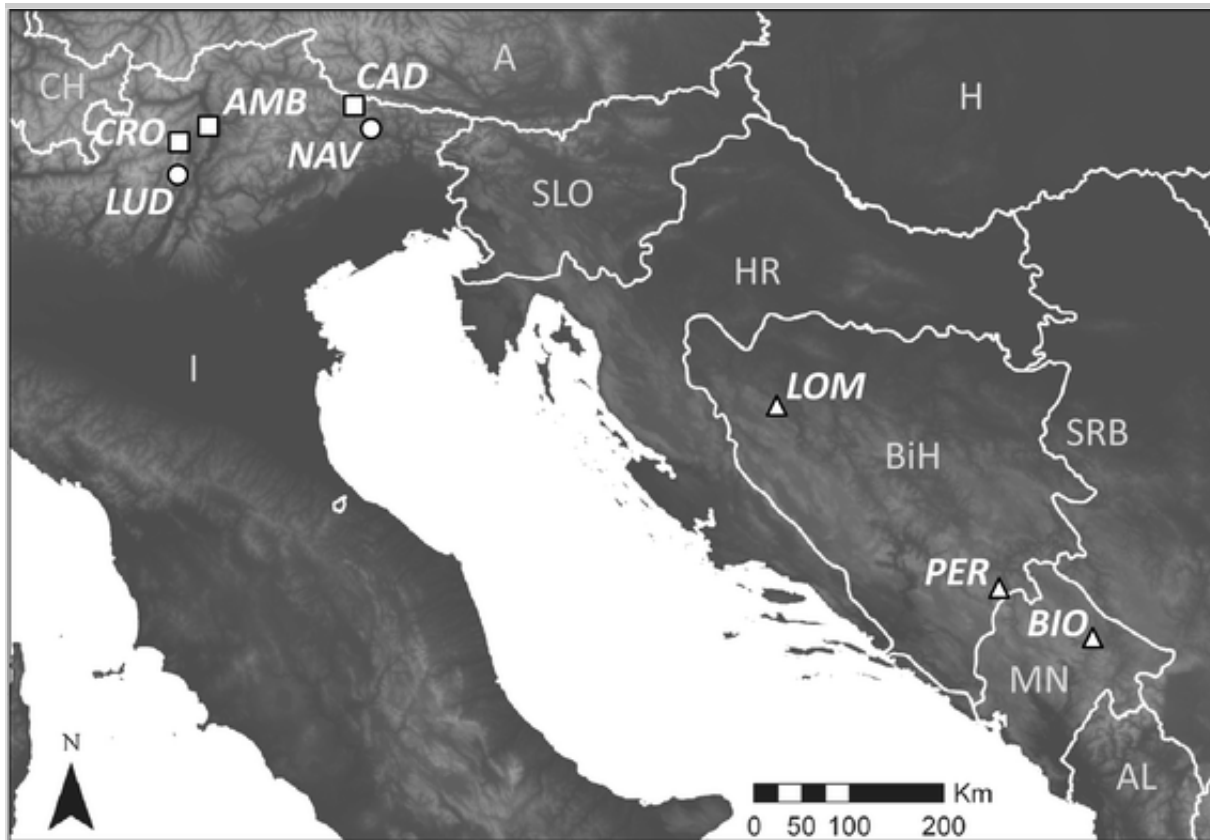 CH
A
CAD
H
AMB
CRO
NAV
LUD
SLO
HR
I
LOM
SRB
BiH
PER
BIO
MN
N
AL
Km
0 50 100 200